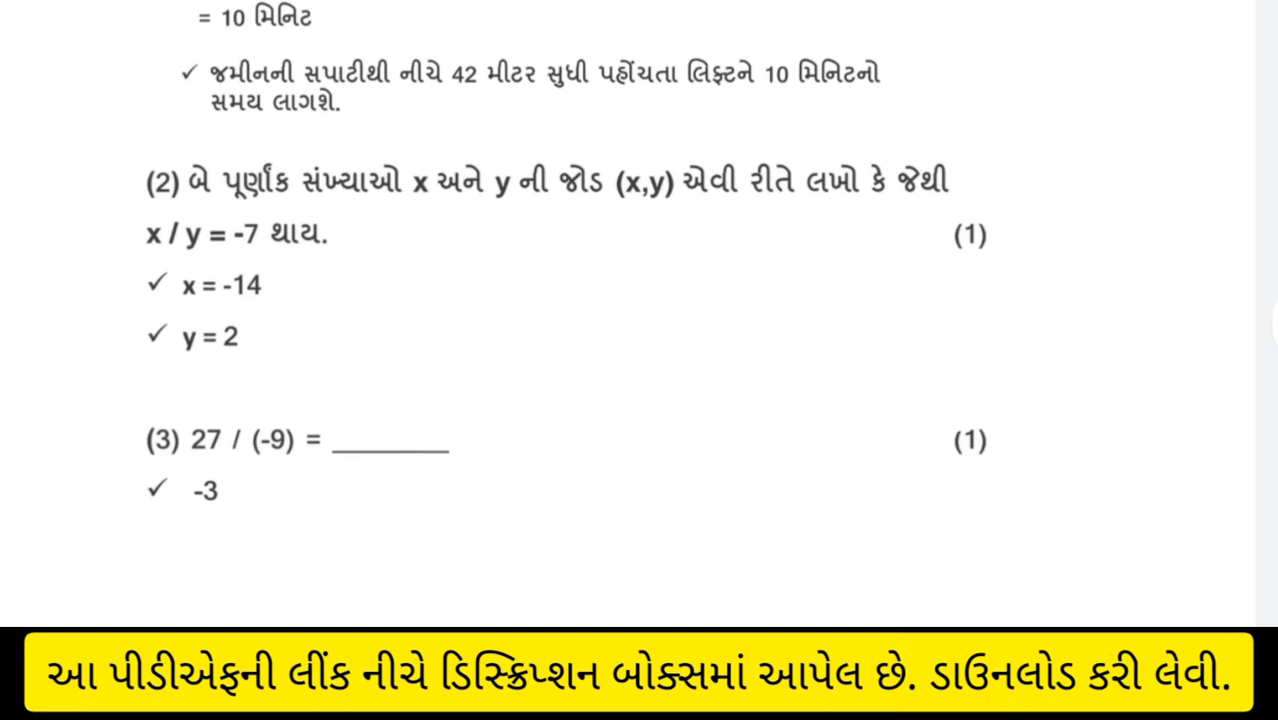 = 10 મિનિટ
✓ જમીનની સપાટીથી નીચે 42 મીટર સુધી પહોંચતા લિફ્ટને 10 મિનિટનો
સમય લાગશે.
(2) બે પૂર્ણાંક સંખ્યાઓ x અને y ની જોડ (x,y) એવી રીતે લખો કે જેથી
x / y = -7 થાય. (1)
✓ x = -14
✓ y = 2
(3) 27 / (-9) = ________ (1)
✓ -3
આ પીડીએફની લીંક નીચે ડિસ્ક્રિપ્શન બોક્સમાં આપેલ છે. ડાઉનલોડ કરી લેવી.